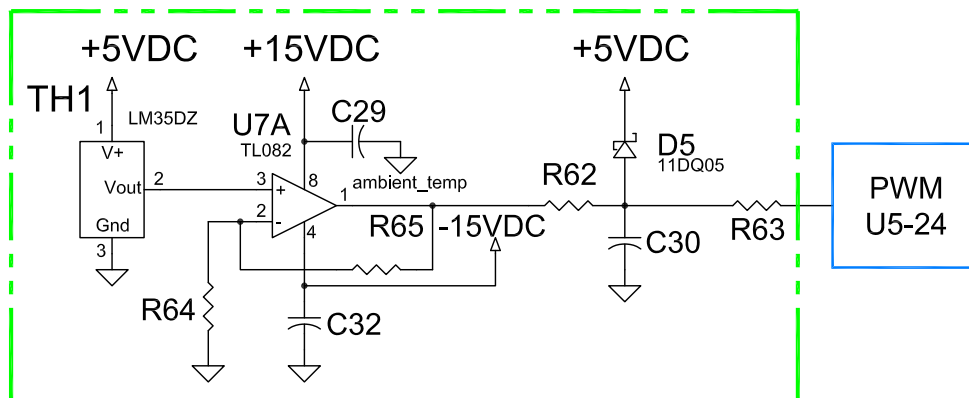 +5VDC
+15VDC
+5VDC
TH1
LM35DZ
1
V+
Vout
2
Gnd
3
U7A
TL082
C29
3
+
8
1
ambient_temp
2
-
4
R65
-15VDC
R64
C32
R62
D5
11DQ05
C30
R63
PWM
U5-24